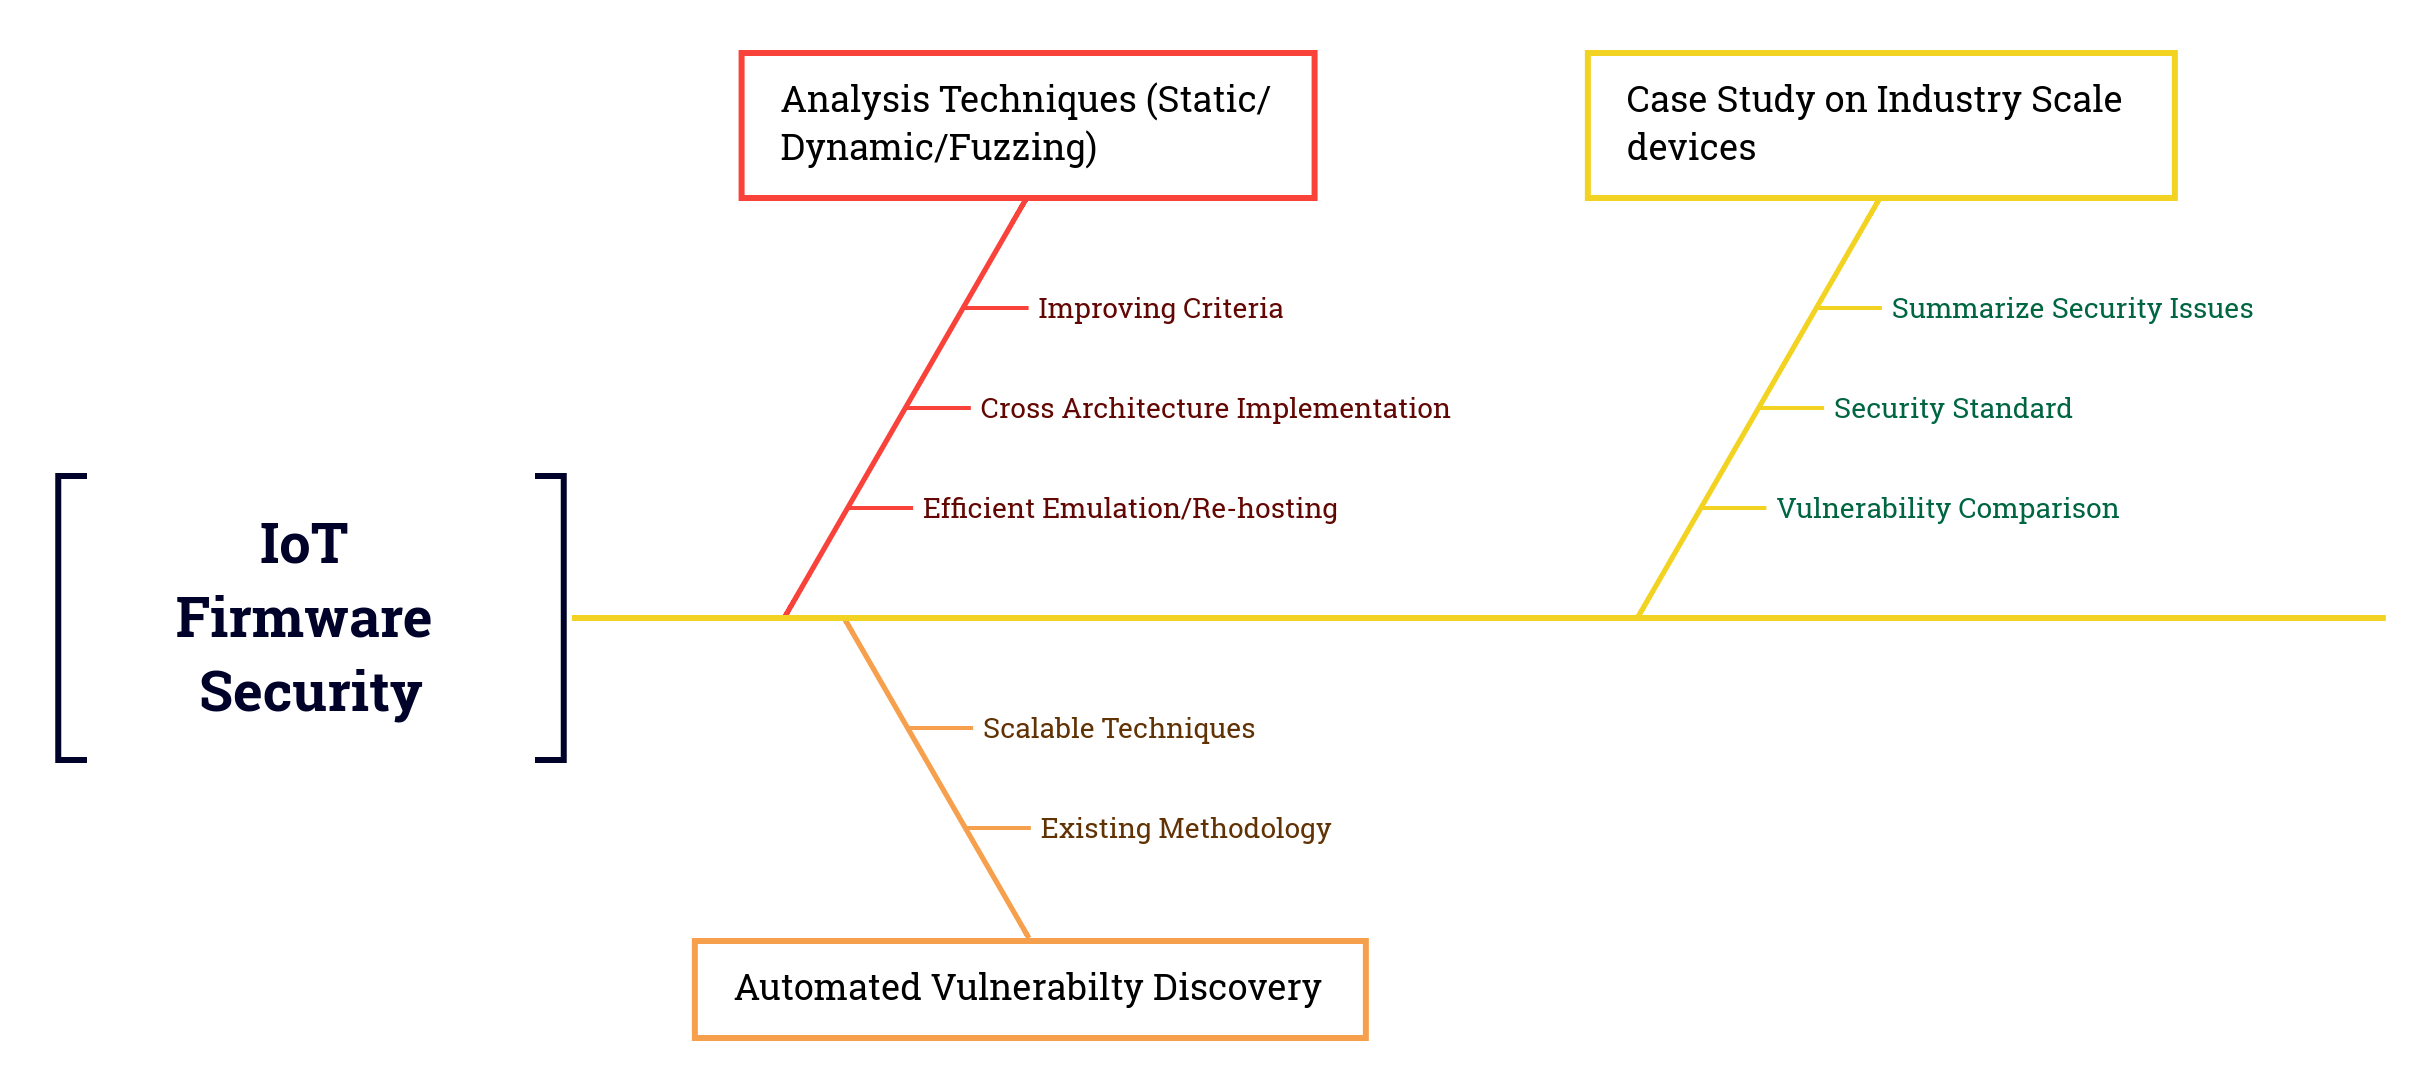 Analysis Techniques (Static/
Dynamic/Fuzzing)
Case Study on Industry Scale
devices
Improving Criteria
Summarize Security Issues
Cross Architecture Implementation
Security Standard
Efficient Emulation/Re-hosting
Vulnerability Comparison
IoT
Firmware
Security
Scalable Techniques
Existing Methodology
Automated Vulnerabilty Discovery